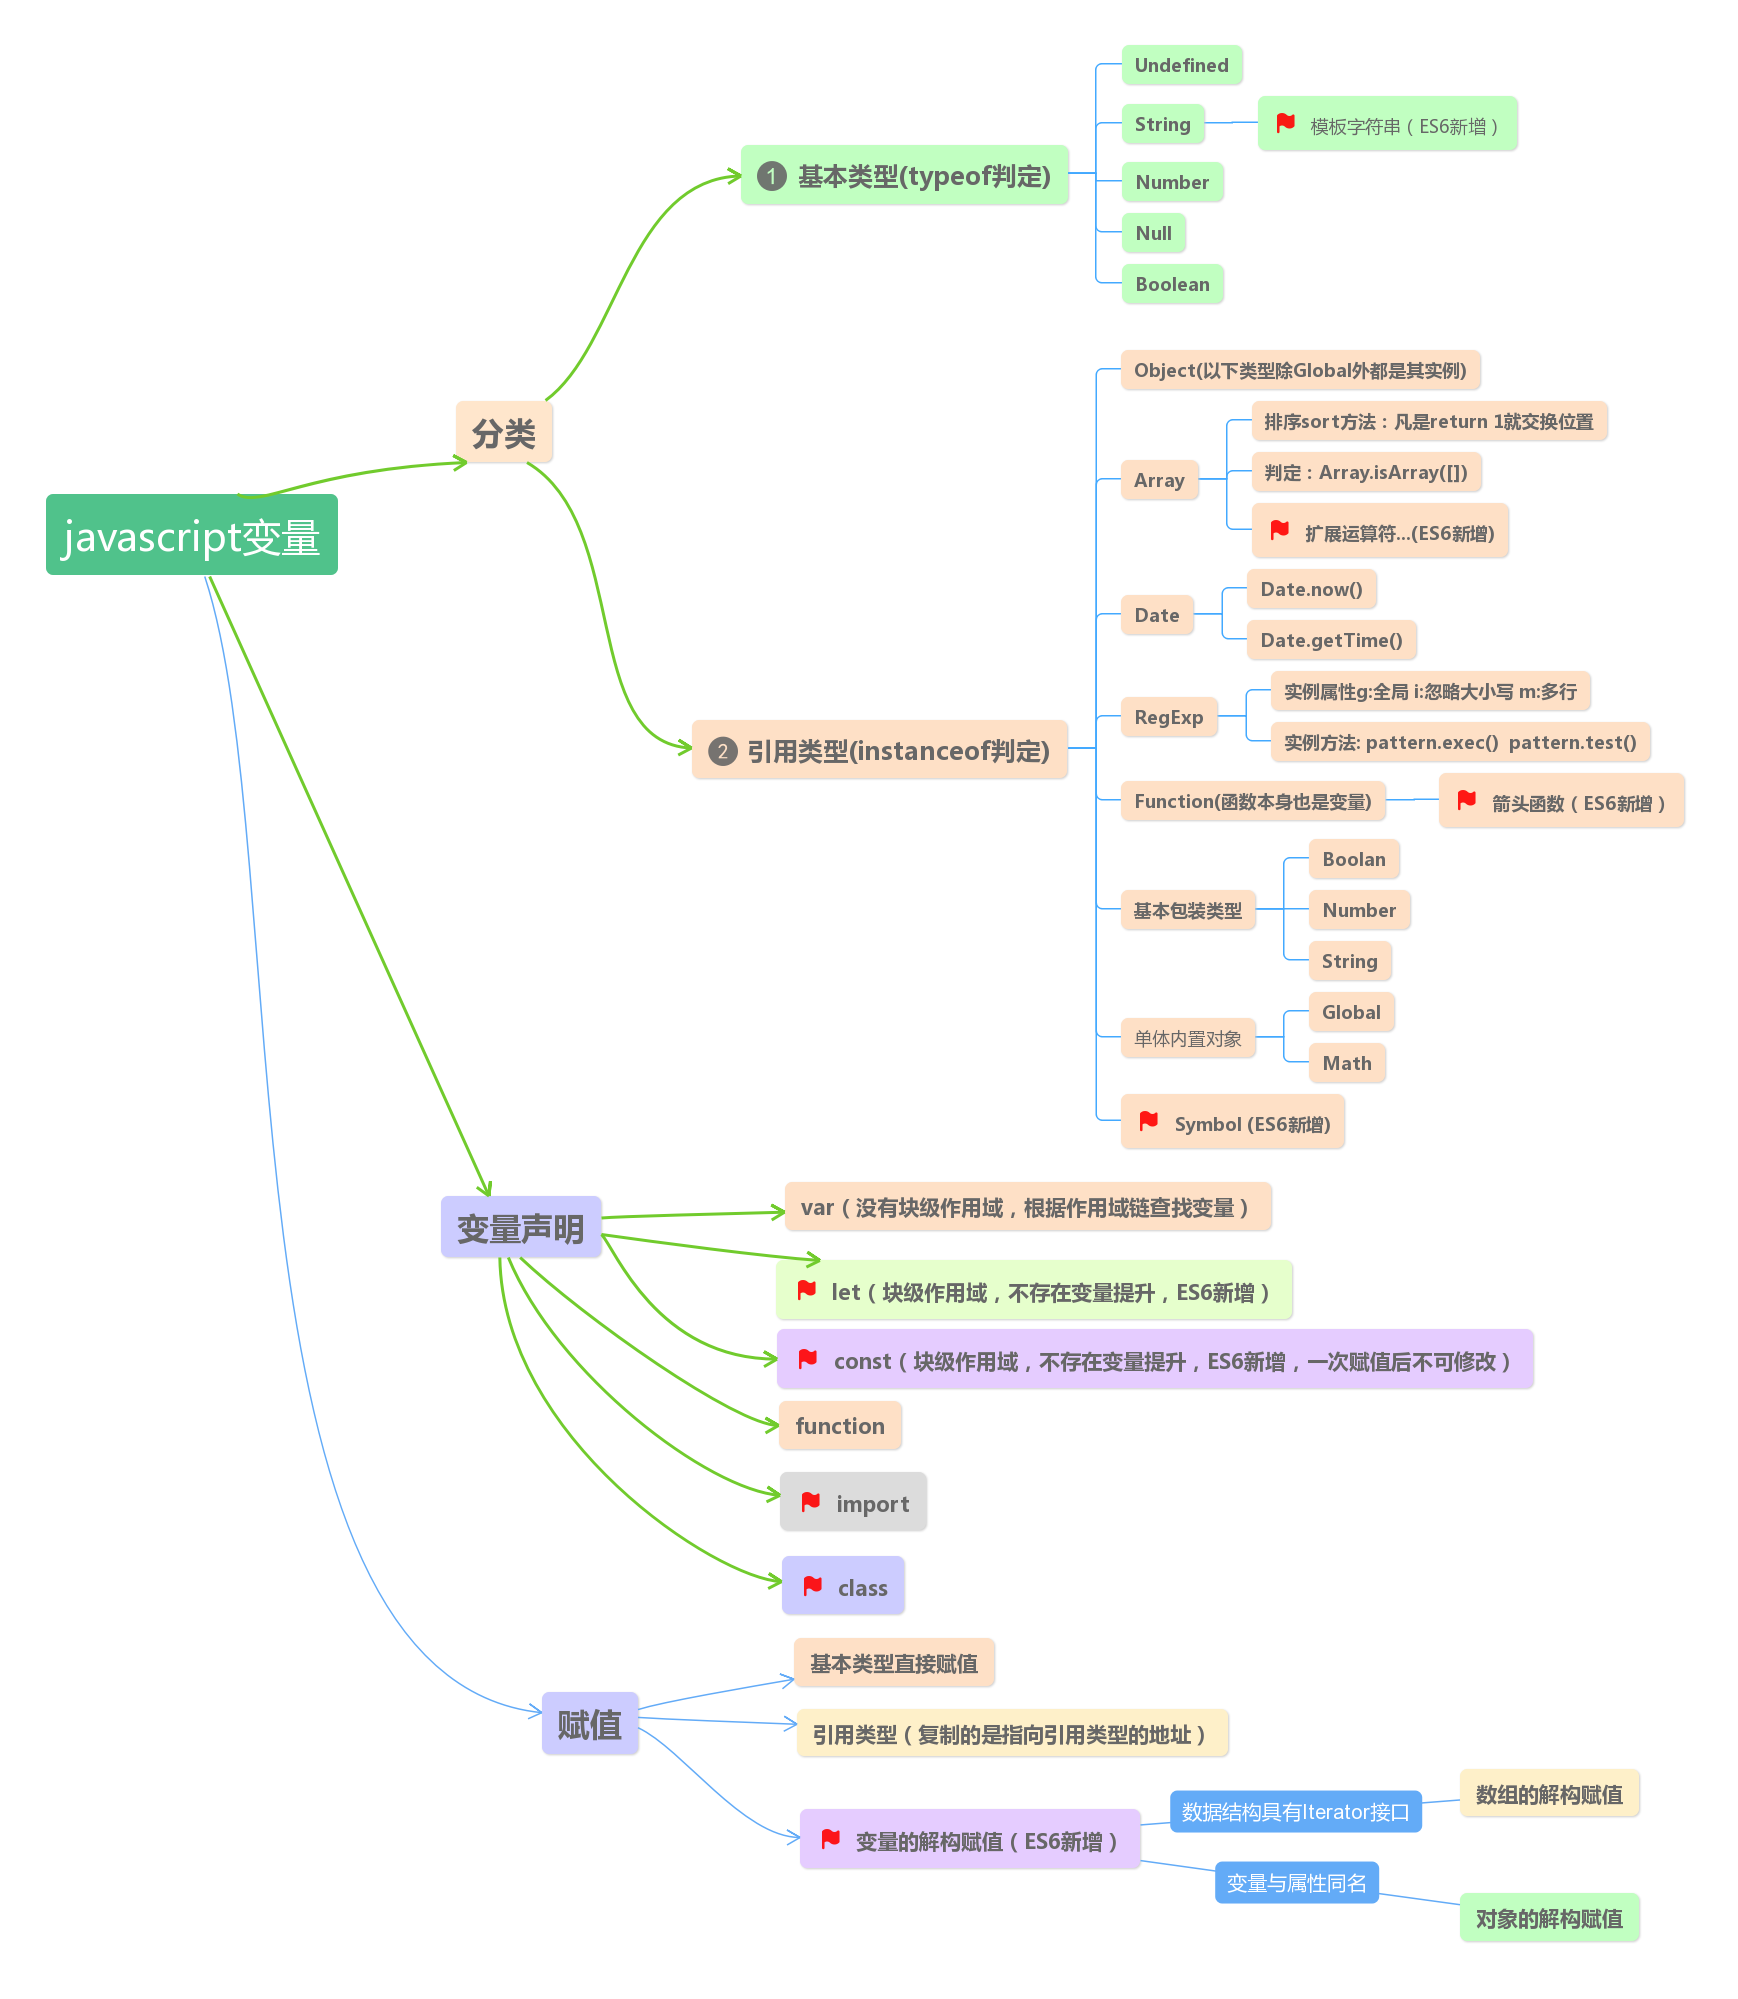 javascript变量
分类
1 基本类型(typeof判定)
Undefined
String
模板字符串（ES6新增）
Number
Null
Boolean
2 引用类型(instanceof判定)
Object(以下类型除Global外都是其实例)
Array
排序sort方法：凡是return 1就交换位置
判定：Array.isArray([])
扩展运算符...(ES6新增)
Date
Date.now()
Date.getTime()
RegExp
实例属性g:全局 i:忽略大小写 m:多行
实例方法: pattern.exec()  pattern.test()
Function(函数本身也是变量)
箭头函数（ES6新增）
基本包装类型
Boolan
Number
String
单体内置对象
Global
Math
Symbol (ES6新增)
变量声明
var（没有块级作用域，根据作用域链查找变量）
let（块级作用域，不存在变量提升，ES6新增）
const（块级作用域，不存在变量提升，ES6新增，一次赋值后不可修改）
function
import
class
赋值
基本类型直接赋值
引用类型（复制的是指向引用类型的地址）
变量的解构赋值（ES6新增）
数据结构具有Iterator接口
数组的解构赋值
变量与属性同名
对象的解构赋值